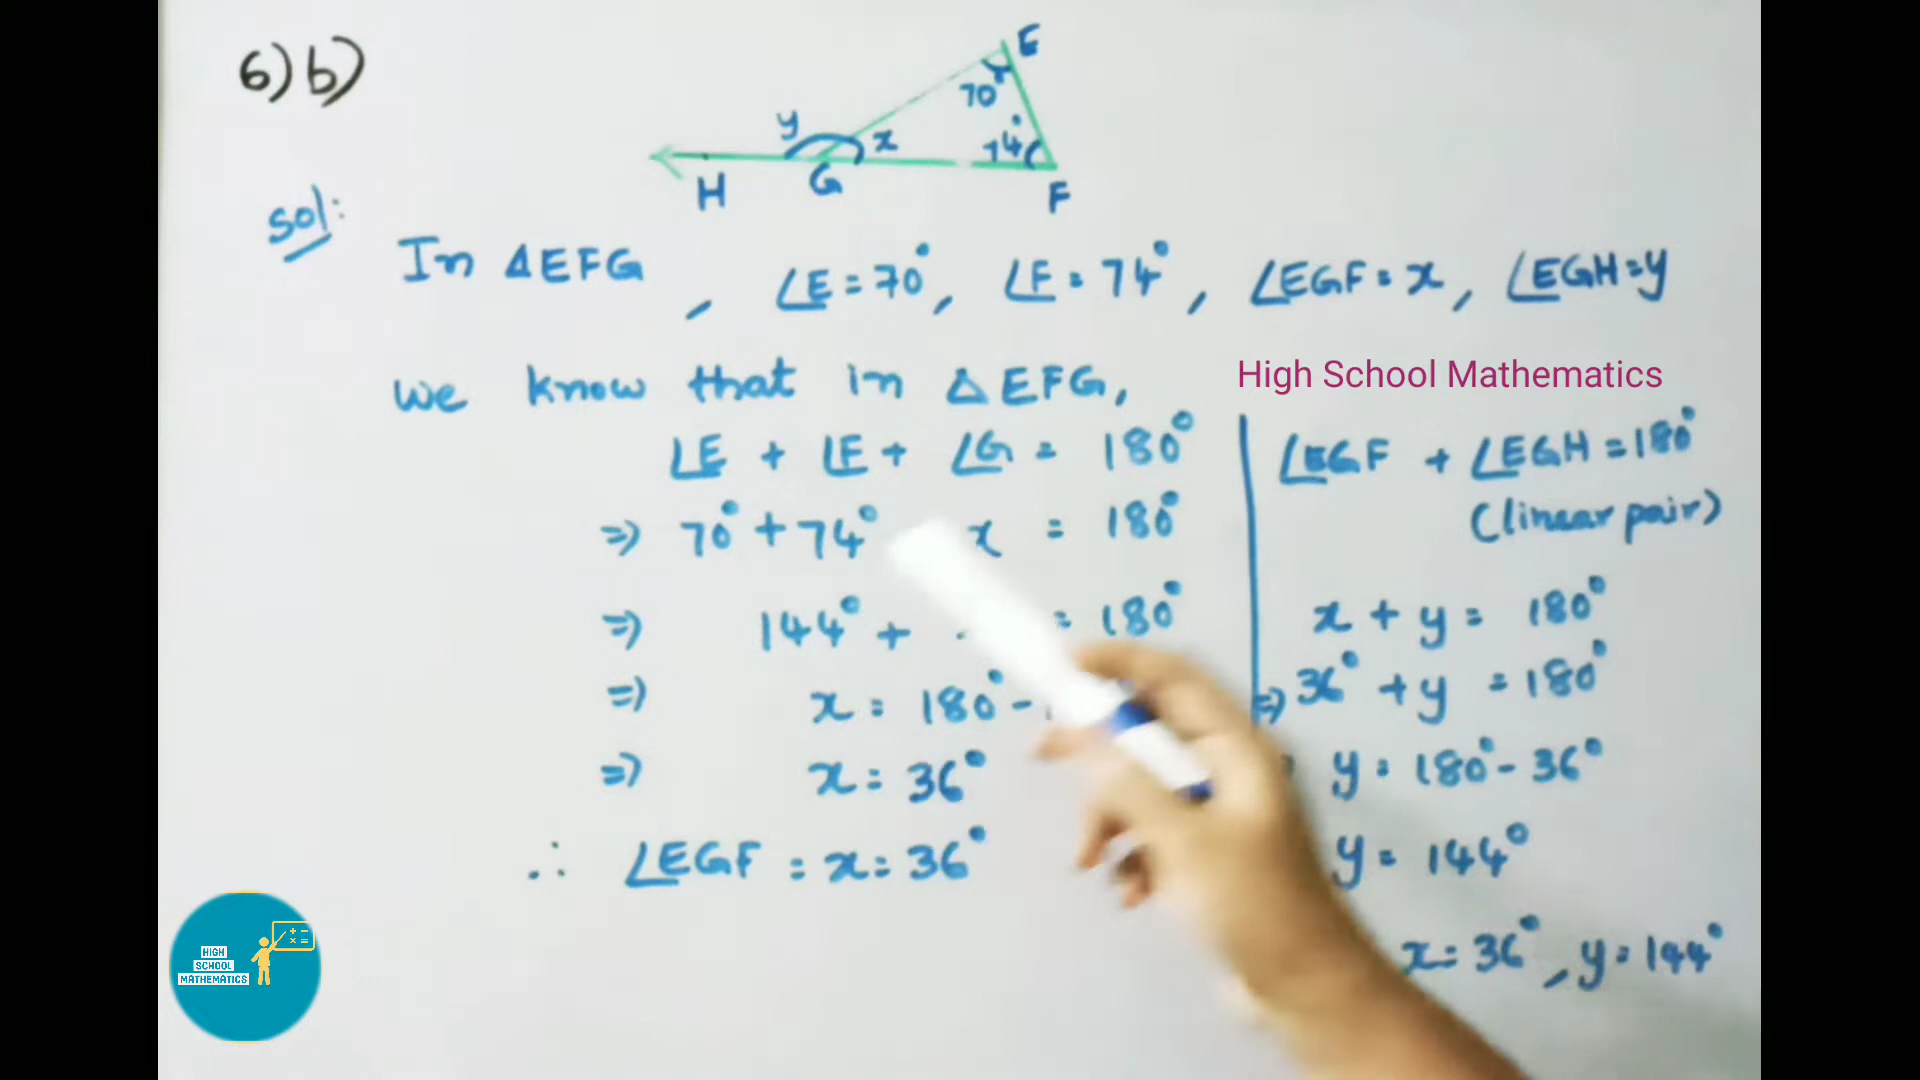 6) b)
E
70°
y
x
74°
H
G
F
Sol:
In ΔEFG, ∠E = 70°, ∠F = 74°, ∠EGF = x, ∠EGH = y
We know that in ΔEFG,
High School Mathematics
∠E + ∠F + ∠G = 180°
⇒ 70° + 74° x = 180°
⇒ 144° + = 180°
⇒ x = 180° -
⇒ x = 36°
∴ ∠EGF = x = 36°
∠EGF + ∠EGH = 180°
(linear pair)
x + y = 180°
⇒ 36° + y = 180°
y = 180° - 36°
y = 144°
x = 36°, y = 144°
HIGH
SCHOOL
MATHEMATICS